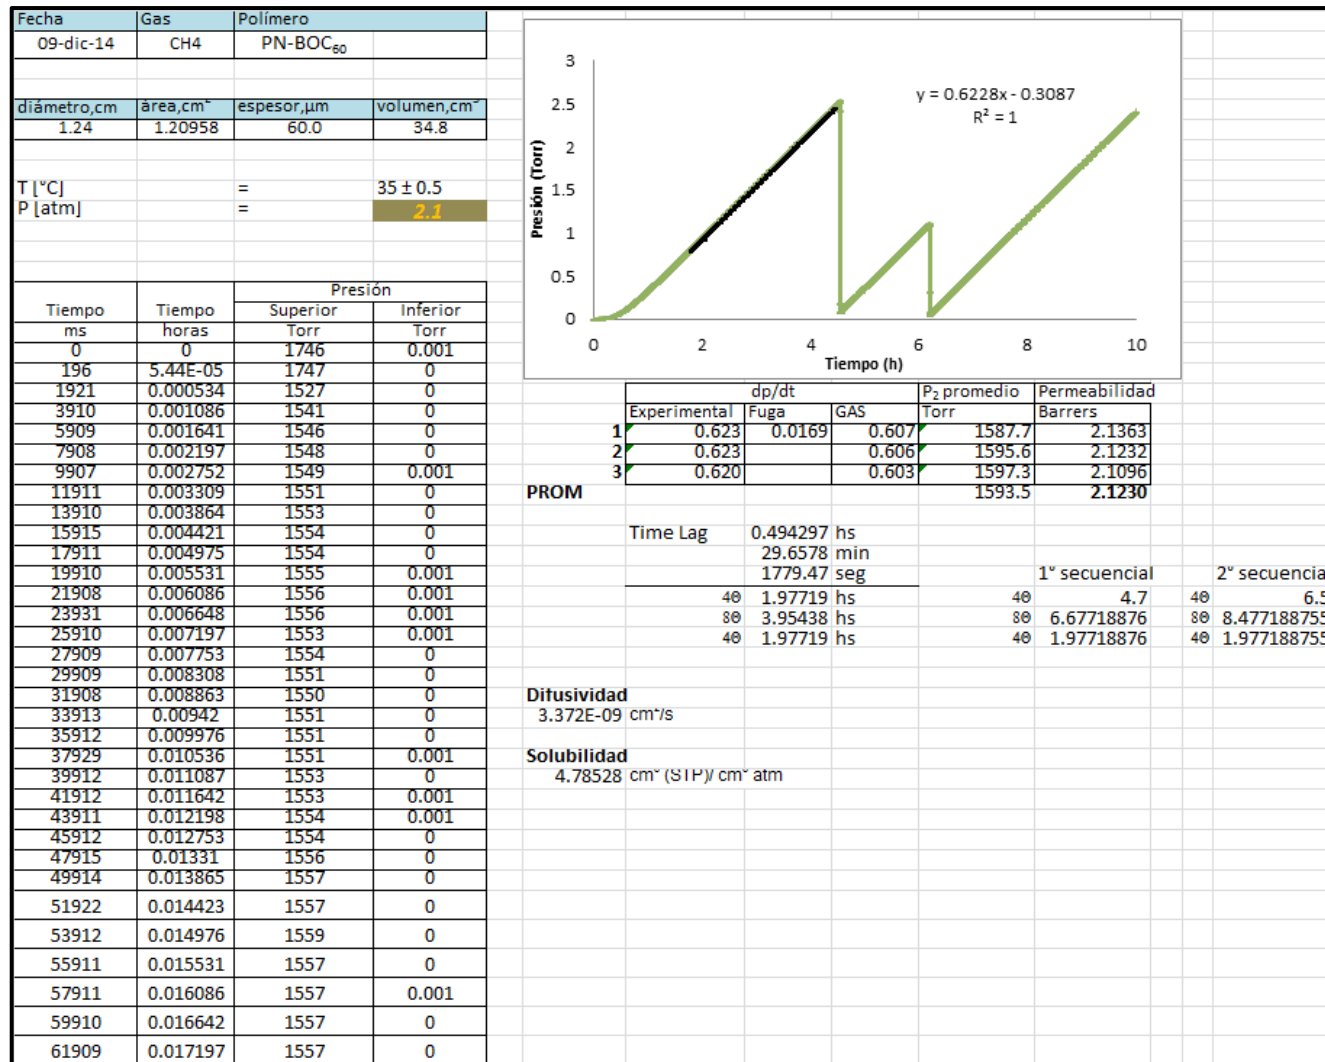 Fecha Gas Polímero
09-dic-14 CH4 PN-BOC60
diámetro,cm área,cm² espesor,µm volumen,cm³
1.24 1.20958 60.0 34.8
T [°C] = 35 ± 0.5
P [atm] = 2.1
Presión
Tiempo Tiempo Superior Inferior
ms horas Torr Torr
0 0 1746 0.001
196 5.44E-05 1747 0
1921 0.000534 1527 0
3910 0.001086 1541 0
5909 0.001641 1546 0
7908 0.002197 1548 0
9907 0.002752 1549 0.001
11911 0.003309 1551 0
13910 0.003864 1553 0
15915 0.004421 1554 0
17911 0.004975 1554 0
19910 0.005531 1555 0.001
21908 0.006086 1556 0.001
23931 0.006648 1556 0.001
25910 0.007197 1553 0.001
27909 0.007753 1554 0
29909 0.008308 1551 0
31908 0.008863 1550 0
33913 0.00942 1551 0
35912 0.009976 1551 0
37929 0.010536 1551 0.001
39912 0.011087 1553 0
41912 0.011642 1553 0.001
43911 0.012198 1554 0.001
45912 0.012753 1554 0
47915 0.01331 1556 0
49914 0.013865 1557 0
51922 0.014423 1557 0
53912 0.014976 1559 0
55911 0.015531 1557 0
57911 0.016086 1557 0.001
59910 0.016642 1557 0
61909 0.017197 1557 0
Presión (Torr)
3
2.5
2
1.5
1
0.5
0
y = 0.6228x - 0.3087
R² = 1
0 2 4 6 8 10
Tiempo (h)
dp/dt P2 promedio Permeabilidad
Experimental Fuga GAS Torr Barrers
1 0.623 0.0169 0.607 1587.7 2.1363
2 0.623 0.606 1595.6 2.1232
3 0.620 0.603 1597.3 2.1096
PROM 1593.5 2.1230
Time Lag 0.494297 hs
29.6578 min
1779.47 seg 1° secuencial 2° secuencia
4θ 1.97719 hs 4θ 4.7 4θ 6.5
8θ 3.95438 hs 8θ 6.67718876 8θ 8.477188755
4θ 1.97719 hs 4θ 1.97718876 4θ 1.977188755
Difusividad
3.372E-09 cm²/s
Solubilidad
4.78528 cm³ (STP)/ cm³ atm